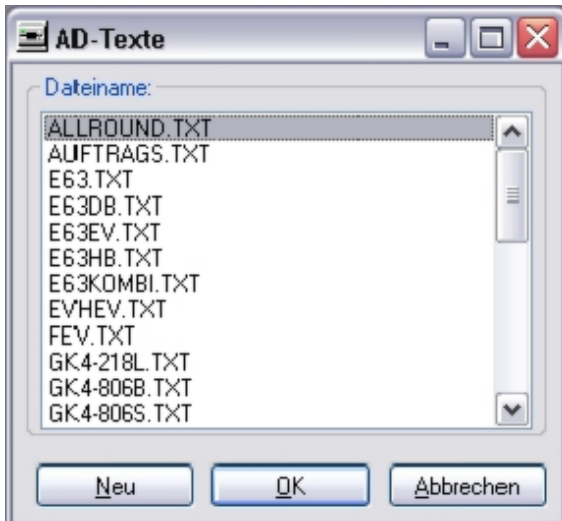 AD-Texte
Dateiname:
ALLROUND.TXT
AUFTRAGS.TXT
E63.TXT
E63DB.TXT
E63EV.TXT
E63HB.TXT
E63KOMBI.TXT
EVHEV.TXT
FEV.TXT
GK4-218L.TXT
GK4-806B.TXT
GK4-806S.TXT
Neu OK Abbrechen